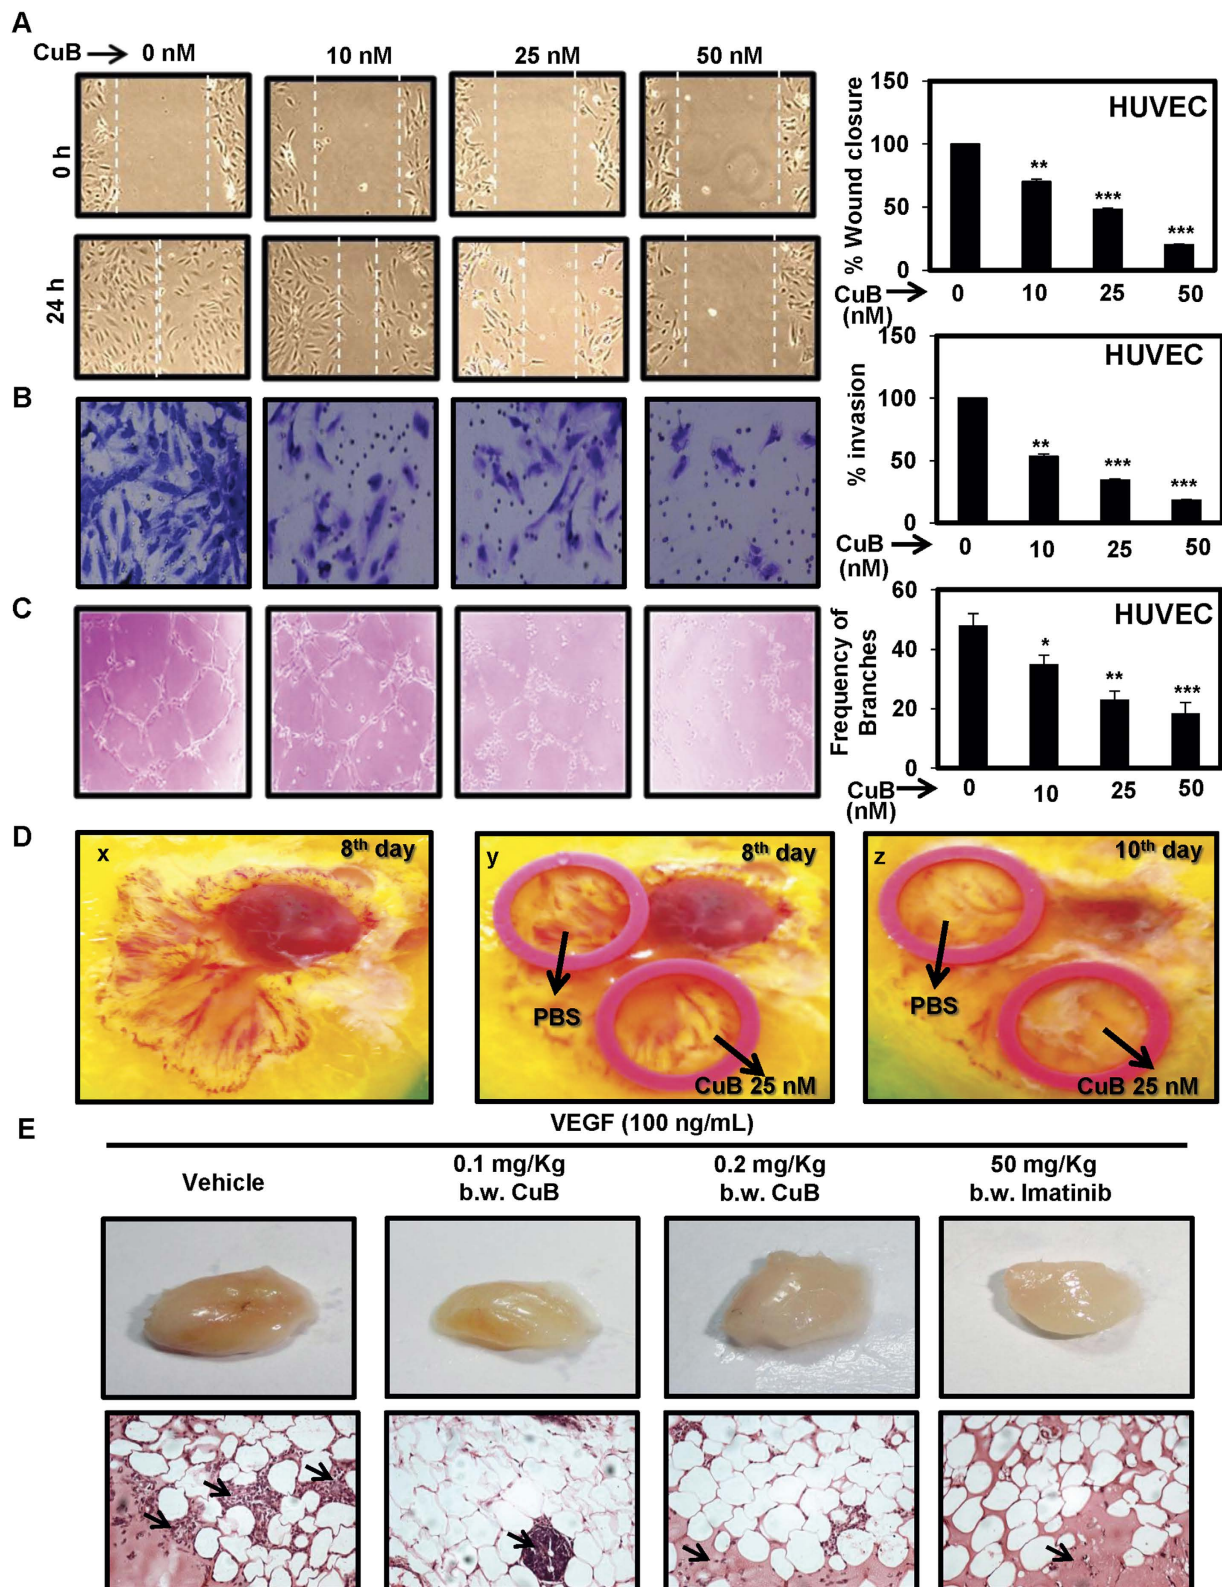 A
CuB → 0 nM 10 nM 25 nM 50 nM
0 h
24 h
150
100
50
0
% Wound closure
HUVEC
**
***
***
CuB → 0 10 25 50
(nM)
B
150
100
50
0
% invasion
HUVEC
**
***
***
CuB → 0 10 25 50
(nM)
C
60
40
20
0
Frequency of
Branches
HUVEC
*
**
***
CuB → 0 10 25 50
(nM)
D
x 8th day
y 8th day
PBS
CuB 25 nM
z 10th day
PBS
CuB 25 nM
E
VEGF (100 ng/mL)
Vehicle
0.1 mg/Kg
b.w. CuB
0.2 mg/Kg
b.w. CuB
50 mg/Kg
b.w. Imatinib